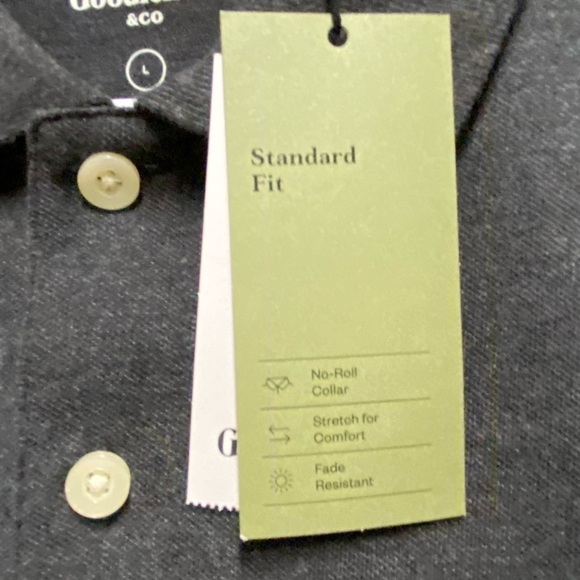 &CO
L
Standard
Fit
No-Roll
Collar
Stretch for
Comfort
Fade
Resistant
G